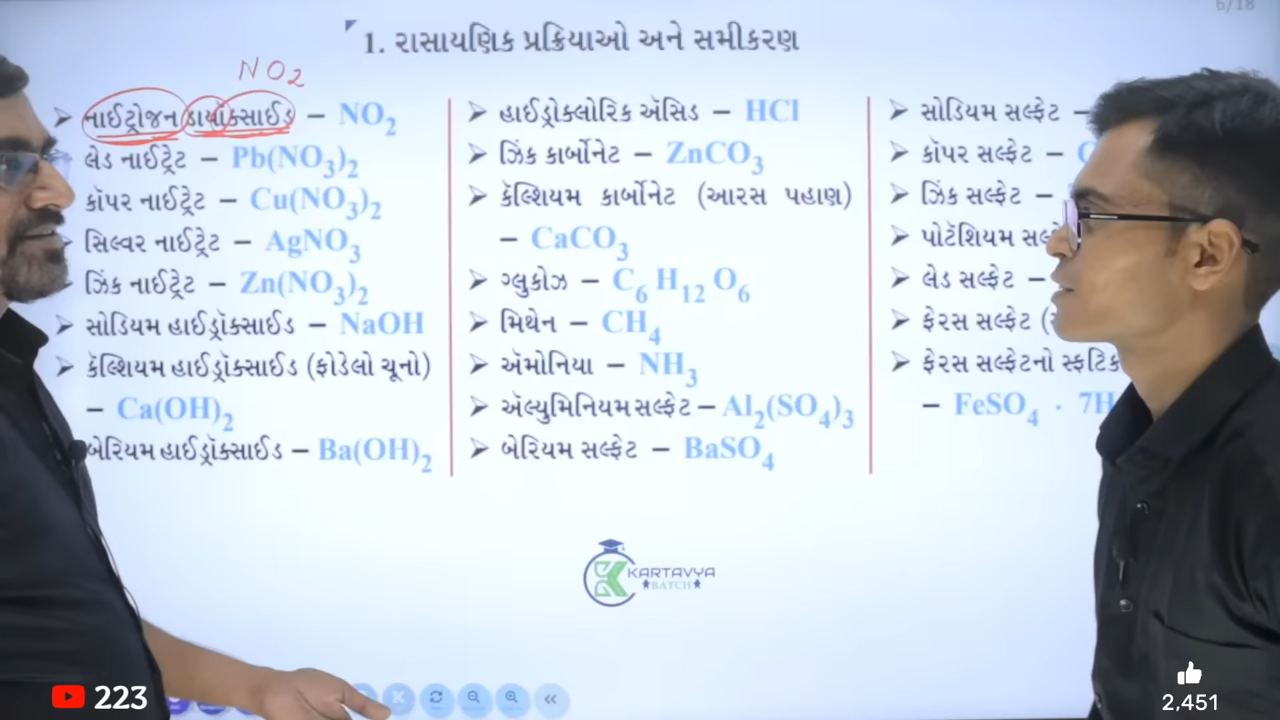 6/18
1. રાસાયણિક પ્રક્રિયાઓ અને સમીકરણ
NO2
➤ નાઈટ્રોજન ડાયોક્સાઈડ – NO2
લેડ નાઈટ્રેટ – Pb(NO3)2
કૉપર નાઈટ્રેટ – Cu(NO3)2
સિલ્વર નાઈટ્રેટ – AgNO3
ઝિંક નાઈટ્રેટ – Zn(NO3)2
➤ સોડિયમ હાઈડ્રૉક્સાઈડ – NaOH
➤ કૅલ્શિયમ હાઈડ્રૉક્સાઈડ (ફોડેલો ચૂનો)
– Ca(OH)2
બેરિયમ હાઈડ્રૉક્સાઈડ – Ba(OH)2
➤ હાઈડ્રોક્લોરિક ઍસિડ – HCl
➤ ઝિંક કાર્બોનેટ – ZnCO3
➤ કૅલ્શિયમ કાર્બોનેટ (આરસ પહાણ)
– CaCO3
➤ ગ્લુકોઝ – C6 H12 O6
➤ મિથેન – CH4
➤ ઍમોનિયા – NH3
➤ ઍલ્યુમિનિયમ સલ્ફેટ – Al2(SO4)3
➤ બેરિયમ સલ્ફેટ – BaSO4
➤ સોડિયમ સલ્ફેટ –
➤ કૉપર સલ્ફેટ –
➤ ઝિંક સલ્ફેટ –
➤ પોટૅશિયમ
➤ લેડ સલ્ફેટ –
➤ ફેરસ સલ્ફેટ (
➤ ફેરસ સલ્ફેટનો
– FeSO4 · 7H
KARTAVYA
BATCH
223
2,451